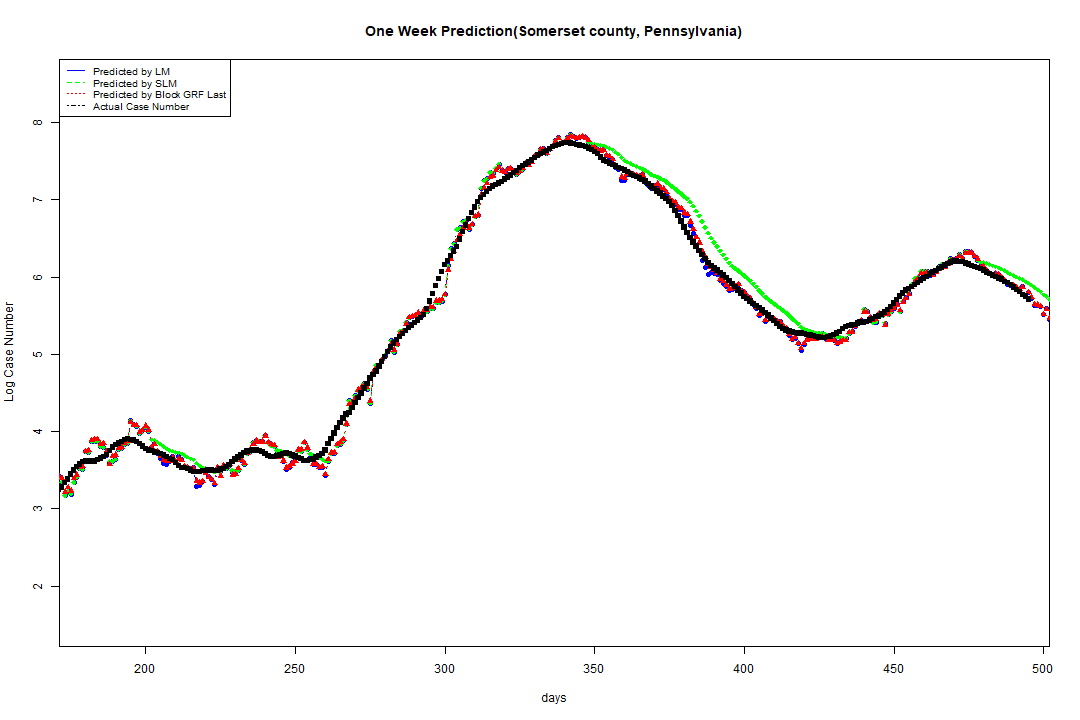 One Week Prediction(Somerset county, Pennsylvania)
Predicted by LM
Predicted by SLM
Predicted by Block GRF Last
Actual Case Number
8
7
6
5
4
3
2
Log Case Number
200 250 300 350 400 450 500
days